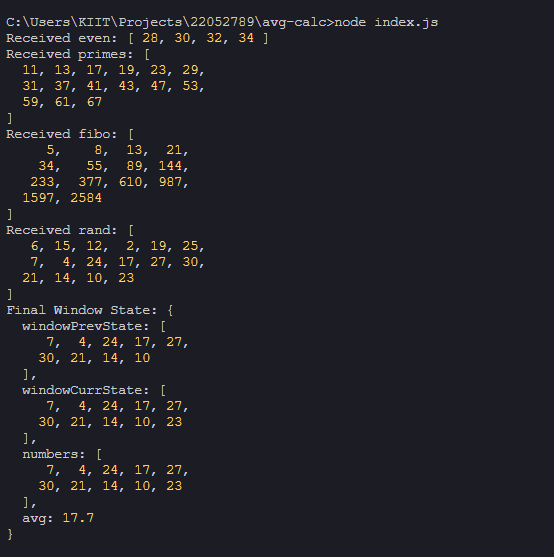 C:\Users\KIIT\Projects\22052789\avg-calc>node index.js
Received even: [ 28, 30, 32, 34 ]
Received primes: [
  11, 13, 17, 19, 23, 29,
  31, 37, 41, 43, 47, 53,
  59, 61, 67
]
Received fibo: [
     5,    8,  13,  21,
    34,   55,  89, 144,
   233,  377, 610, 987,
  1597, 2584
]
Received rand: [
   6, 15, 12,  2, 19, 25,
   7,  4, 24, 17, 27, 30,
  21, 14, 10, 23
]
Final Window State: {
  windowPrevState: [
     7,  4, 24, 17, 27,
    30, 21, 14, 10
  ],
  windowCurrState: [
     7,  4, 24, 17, 27,
    30, 21, 14, 10, 23
  ],
  numbers: [
     7,  4, 24, 17, 27,
    30, 21, 14, 10, 23
  ],
  avg: 17.7
}